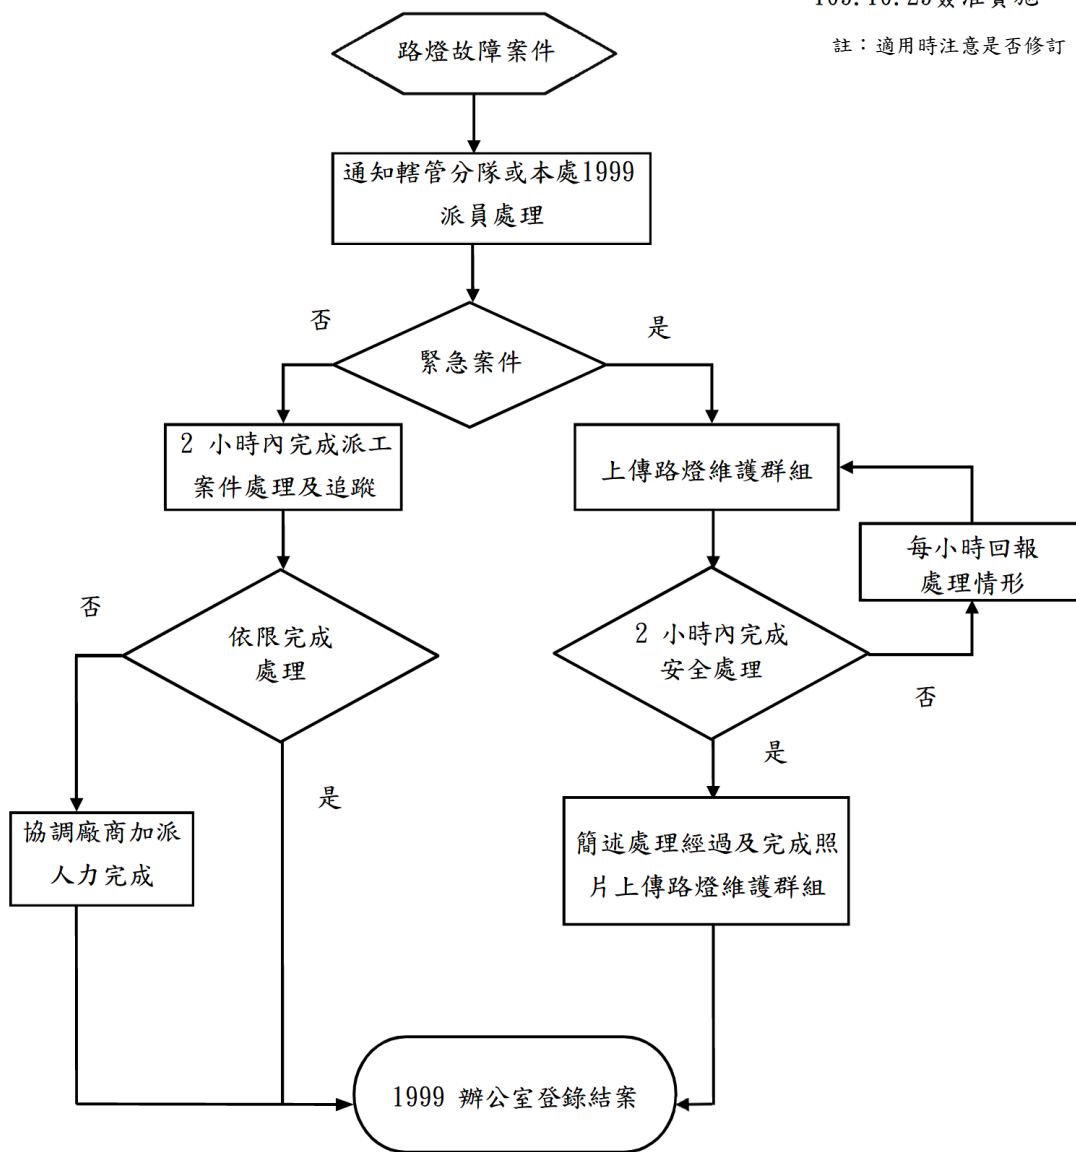 註：適用時注意是否修訂
路燈故障案件
通知轄管分隊或本處1999
派員處理
否
是
緊急案件
2 小時內完成派工
案件處理及追蹤
上傳路燈維護群組
每小時回報
處理情形
否
依限完成
處理
2 小時內完成
安全處理
否
是
是
協調廠商加派
人力完成
簡述處理經過及完成照
片上傳路燈維護群組
1999 辦公室登錄結案